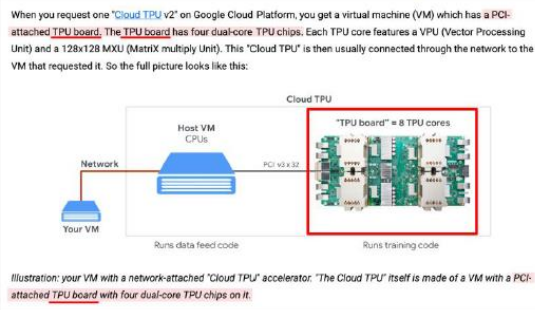 When you request one "Cloud TPU v2" on Google Cloud Platform, you get a virtual machine (VM) which has a PCI-
attached TPU board. The TPU board has four dual-core TPU chips. Each TPU core features a VPU (Vector Processing
Unit) and a 128x128 MXU (MatriX multiply Unit). This "Cloud TPU" is then usually connected through the network to the
VM that requested it. So the full picture looks like this:
Cloud TPU
Host VM
CPUs
"TPU board" = 8 TPU cores
Network
PCI v3 x 32
Your VM
Runs data feed code
Runs training code
Illustration: your VM with a network-attached "Cloud TPU" accelerator. "The Cloud TPU" itself is made of a VM with a PCI-
attached TPU board with four dual-core TPU chips on it.